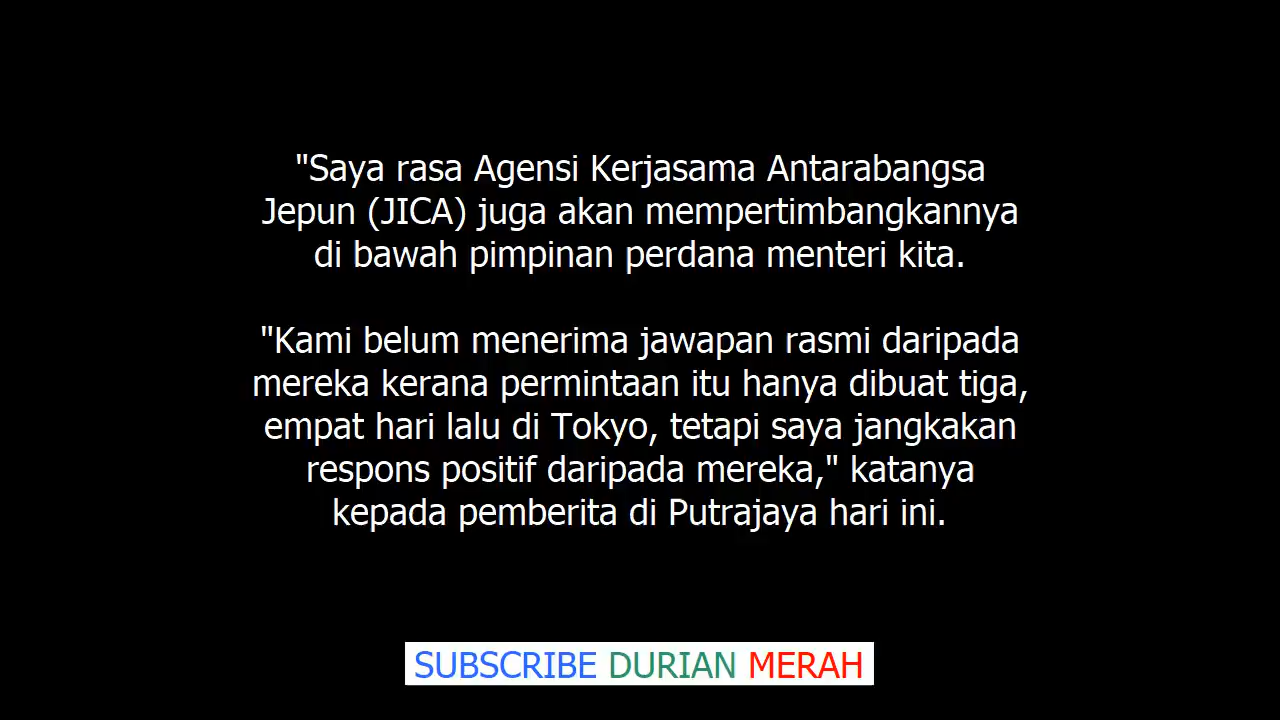 "Saya rasa Agensi Kerjasama Antarabangsa
Jepun (JICA) juga akan mempertimbangkannya
di bawah pimpinan perdana menteri kita.
"Kami belum menerima jawapan rasmi daripada
mereka kerana permintaan itu hanya dibuat tiga,
empat hari lalu di Tokyo, tetapi saya jangkakan
respons positif daripada mereka," katanya
kepada pemberita di Putrajaya hari ini.
SUBSCRIBE DURIAN MERAH